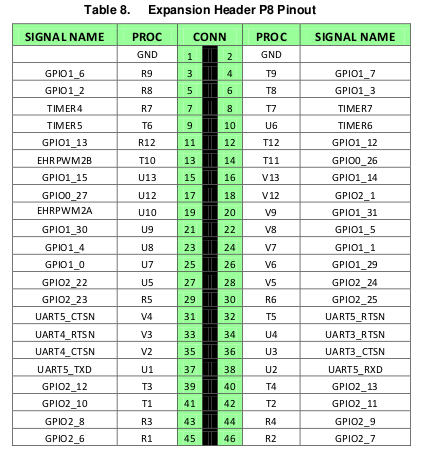 Table 8. Expansion Header P8 Pinout
SIGNAL NAME PROC CONN PROC SIGNAL NAME
GND 1 2 GND
GPIO1_6 R9 3 4 T9 GPIO1_7
GPIO1_2 R8 5 6 T8 GPIO1_3
TIMER4 R7 7 8 T7 TIMER7
TIMER5 T6 9 10 U6 TIMER6
GPIO1_13 R12 11 12 T12 GPIO1_12
EHRPWM2B T10 13 14 T11 GPIO0_26
GPIO1_15 U13 15 16 V13 GPIO1_14
GPIO0_27 U12 17 18 V12 GPIO2_1
EHRPWM2A U10 19 20 V9 GPIO1_31
GPIO1_30 U9 21 22 V8 GPIO1_5
GPIO1_4 U8 23 24 V7 GPIO1_1
GPIO1_0 U7 25 26 V6 GPIO1_29
GPIO2_22 U5 27 28 V5 GPIO2_24
GPIO2_23 R5 29 30 R6 GPIO2_25
UART5_CTSN V4 31 32 T5 UART5_RTSN
UART4_RTSN V3 33 34 U4 UART3_RTSN
UART4_CTSN V2 35 36 U3 UART3_CTSN
UART5_TXD U1 37 38 U2 UART5_RXD
GPIO2_12 T3 39 40 T4 GPIO2_13
GPIO2_10 T1 41 42 T2 GPIO2_11
GPIO2_8 R3 43 44 R4 GPIO2_9
GPIO2_6 R1 45 46 R2 GPIO2_7